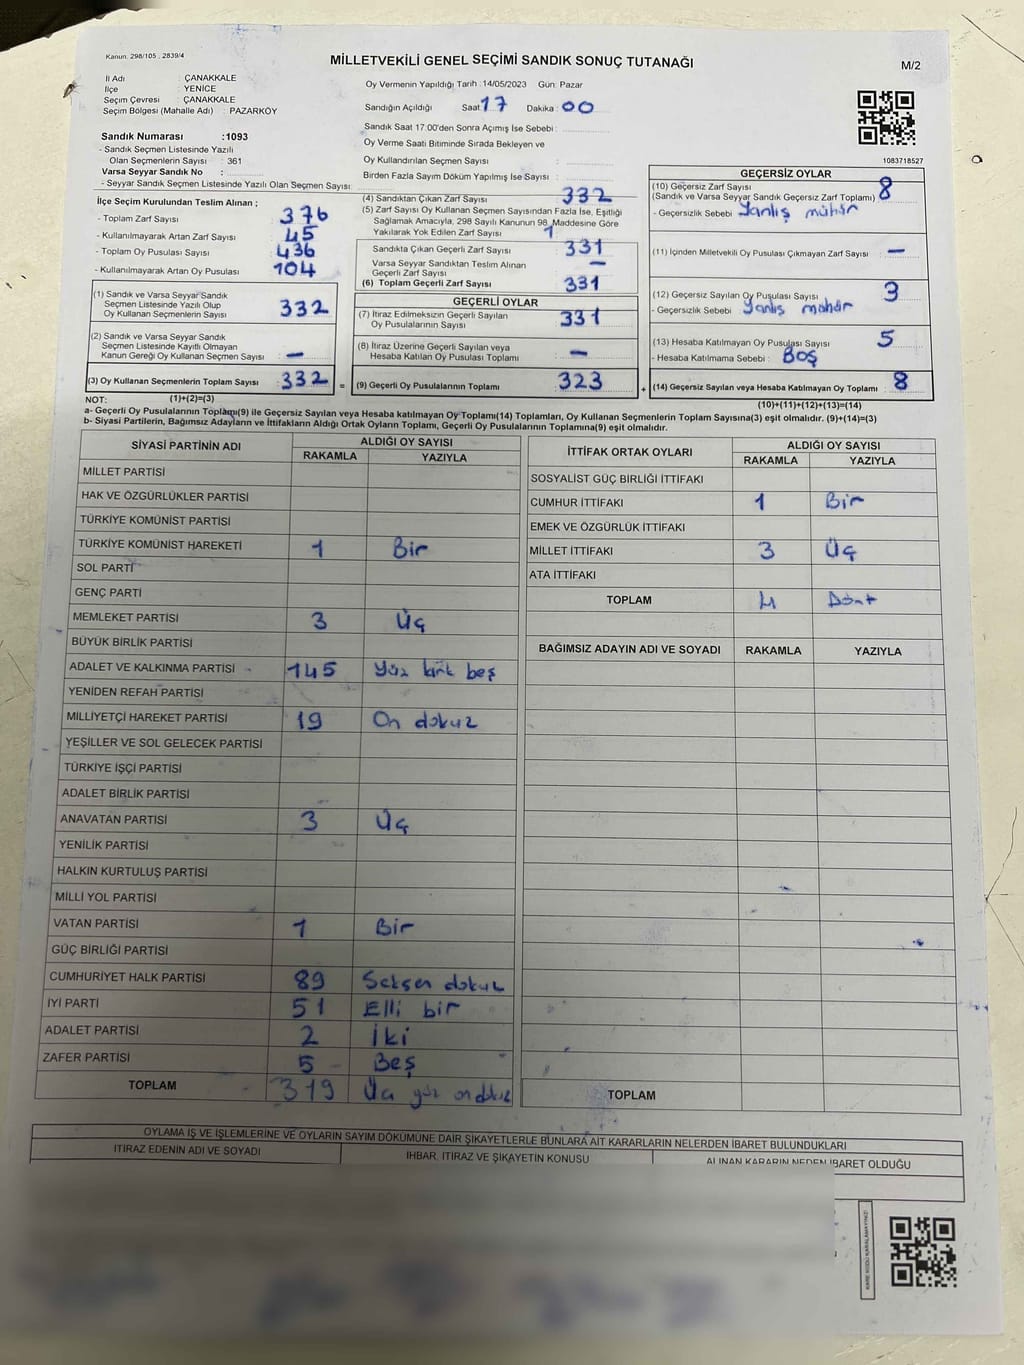 Kanun. 298/105 . 2839/4
MİLLETVEKİLİ GENEL SEÇİMİ SANDIK SONUÇ TUTANAĞI
M/2
İl Adı : ÇANAKKALE
İlçe : YENİCE
Seçim Çevresi : ÇANAKKALE
Seçim Bölgesi (Mahalle Adı) : PAZARKÖY
Oy Vermenin Yapıldığı Tarih : 14/05/2023 Gün: Pazar
Sandığın Açıldığı Saat 17 Dakika : 00
Sandık Saat 17.00'den Sonra Açımış İse Sebebi :
Oy Verme Saati Bitiminde Sırada Bekleyen ve
Oy Kullandırılan Seçmen Sayısı :
Birden Fazla Sayım Döküm Yapılmış İse Sayısı :
1083718527
Sandık Numarası :1093
- Sandık Seçmen Listesinde Yazılı
Olan Seçmenlerin Sayısı : 361
Varsa Seyyar Sandık No :
- Seyyar Sandık Seçmen Listesinde Yazılı Olan Seçmen Sayısı :
İlçe Seçim Kurulundan Teslim Alınan ;
- Toplam Zarf Sayısı : 376
- Kullanılmayarak Artan Zarf Sayısı : 45
- Toplam Oy Pusulası Sayısı : 436
- Kullanılmayarak Artan Oy Pusulası : 104
(1) Sandık ve Varsa Seyyar Sandık
Seçmen Listesinde Yazılı Olup
Oy Kullanan Seçmenlerin Sayısı : 332
(2) Sandık ve Varsa Seyyar Sandık
Seçmen Listesinde Kayıtlı Olmayan
Kanun Gereği Oy Kullanan Seçmen Sayısı : —
(3) Oy Kullanan Seçmenlerin Toplam Sayısı : 332 =
(4) Sandıktan Çıkan Zarf Sayısı : 332
(5) Zarf Sayısı Oy Kullanan Seçmen Sayısından Fazla İse, Eşitliği
Sağlamak Amacıyla, 298 Sayılı Kanunun 98. Maddesine Göre
Yakılarak Yok Edilen Zarf Sayısı : 1
Sandıkta Çıkan Geçerli Zarf Sayısı : 331
Varsa Seyyar Sandıktan Teslim Alınan
Geçerli Zarf Sayısı : —
(6) Toplam Geçerli Zarf Sayısı : 331
GEÇERLİ OYLAR
(7) İtiraz Edilmeksizin Geçerli Sayılan
Oy Pusulalarının Sayısı : 331
(8) İtiraz Üzerine Geçerli Sayılan veya
Hesaba Katılan Oy Pusulası Toplamı : —
(9) Geçerli Oy Pusulalarının Toplamı : 323 +
GEÇERSİZ OYLAR
(10) Geçersiz Zarf Sayısı : 8
(Sandık ve Varsa Seyyar Sandık Geçersiz Zarf Toplamı)
- Geçersizlik Sebebi : Yanlış mühür
(11) İçinden Milletvekili Oy Pusulası Çıkmayan Zarf Sayısı : —
(12) Geçersiz Sayılan Oy Pusulası Sayısı : 3
- Geçersizlik Sebebi : Yanlış mühür
(13) Hesaba Katılmayan Oy Pusulası Sayısı : 5
- Hesaba Katılmama Sebebi : Boş
(14) Geçersiz Sayılan veya Hesaba Katılmayan Oy Toplamı : 8
NOT: (1)+(2)=(3)
(10)+(11)+(12)+(13)=(14)
a- Geçerli Oy Pusulalarının Toplamı(9) ile Geçersiz Sayılan veya Hesaba katılmayan Oy Toplamı(14) Toplamları, Oy Kullanan Seçmenlerin Toplam Sayısına(3) eşit olmalıdır. (9)+(14)=(3)
b- Siyasi Partilerin, Bağımsız Adayların ve İttifakların Aldığı Ortak Oyların Toplamı, Geçerli Oy Pusulalarının Toplamına(9) eşit olmalıdır.
SİYASİ PARTİNİN ADI ALDIĞI OY SAYISI
RAKAMLA YAZIYLA
MİLLET PARTİSİ
HAK VE ÖZGÜRLÜKLER PARTİSİ
TÜRKİYE KOMÜNİST PARTİSİ
TÜRKİYE KOMÜNİST HAREKETİ 1 Bir
SOL PARTİ
GENÇ PARTİ
MEMLEKET PARTİSİ 3 Üç
BÜYÜK BİRLİK PARTİSİ
ADALET VE KALKINMA PARTİSİ 145 Yüz kırk beş
YENİDEN REFAH PARTİSİ
MİLLİYETÇİ HAREKET PARTİSİ 19 On dokuz
YEŞİLLER VE SOL GELECEK PARTİSİ
TÜRKİYE İŞÇİ PARTİSİ
ADALET BİRLİK PARTİSİ
ANAVATAN PARTİSİ 3 Üç
YENİLİK PARTİSİ
HALKIN KURTULUŞ PARTİSİ
MİLLİ YOL PARTİSİ
VATAN PARTİSİ 1 Bir
GÜÇ BİRLİĞİ PARTİSİ
CUMHURİYET HALK PARTİSİ 89 Seksen dokuz
İYİ PARTİ 51 Elli bir
ADALET PARTİSİ 2 İki
ZAFER PARTİSİ 5 Beş
TOPLAM 319 Üç yüz on dokuz
İTTİFAK ORTAK OYLARI ALDIĞI OY SAYISI
RAKAMLA YAZIYLA
SOSYALİST GÜÇ BİRLİĞİ İTTİFAKI
CUMHUR İTTİFAKI 1 Bir
EMEK VE ÖZGÜRLÜK İTTİFAKI
MİLLET İTTİFAKI 3 Üç
ATA İTTİFAKI
TOPLAM 4 Dört
BAĞIMSIZ ADAYIN ADI VE SOYADI RAKAMLA YAZIYLA
TOPLAM
OYLAMA İŞ VE İŞLEMLERİNE VE OYLARIN SAYIM DÖKÜMÜNE DAİR ŞİKAYETLERLE BUNLARA AİT KARARLARIN NELERDEN İBARET BULUNDUKLARI
İTİRAZ EDENİN ADI VE SOYADI İHBAR, İTİRAZ VE ŞİKAYETİN KONUSU ALINAN KARARIN NEDEN İBARET OLDUĞU
KARE KODU KARALAMAYINIZ!